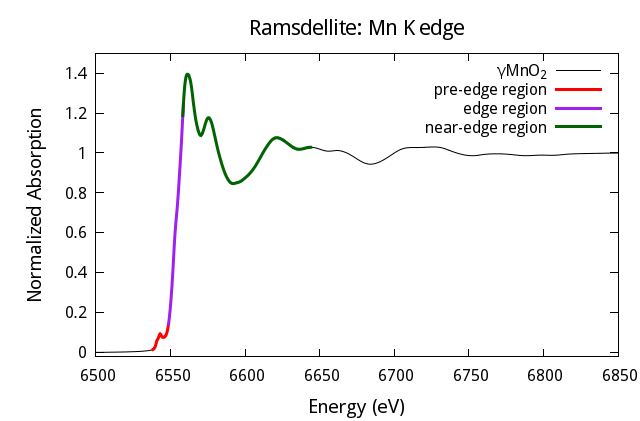 Ramsdellite: Mn K edge
γMnO₂
pre-edge region
edge region
near-edge region
1.4
1.2
1
0.8
0.6
0.4
0.2
0
Normalized Absorption
6500 6550 6600 6650 6700 6750 6800 6850
Energy (eV)